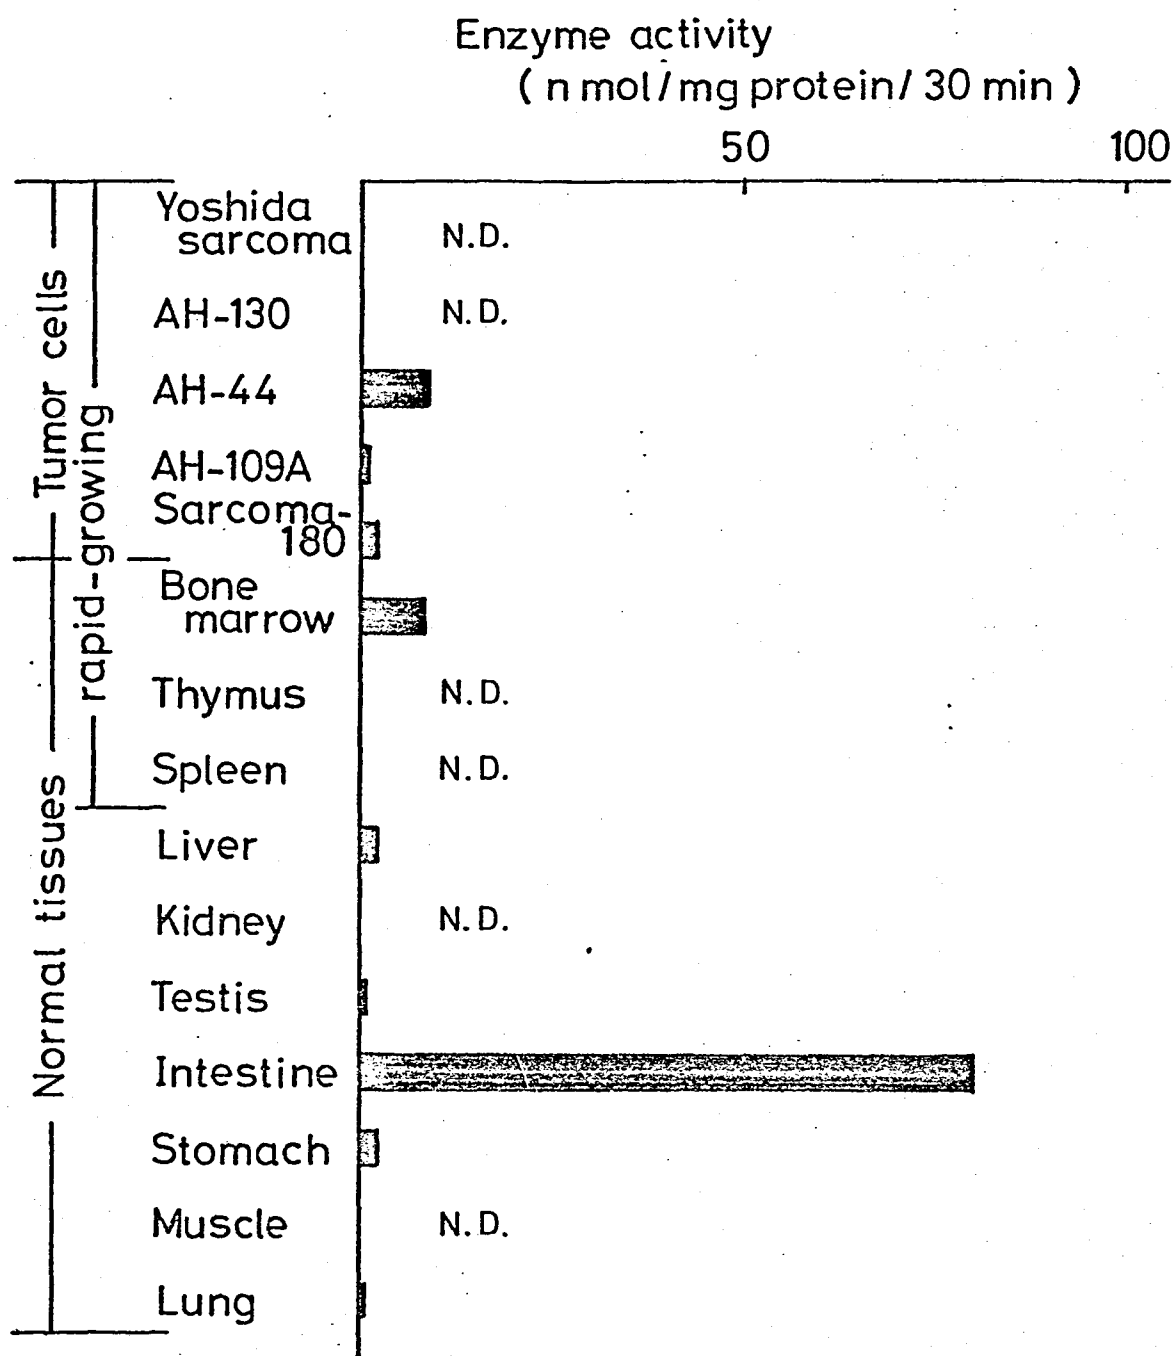 Enzyme activity
( n mol/mg protein/ 30 min )
50
100
Yoshida
sarcoma
N.D.
AH-130
N.D.
AH-44
AH-109A
Sarcoma-
180
Bone
marrow
Thymus
N.D.
Spleen
N.D.
Liver
Kidney
N.D.
Testis
Intestine
Stomach
Muscle
N.D.
Lung
Tumor cells
rapid-growing
Normal tissues